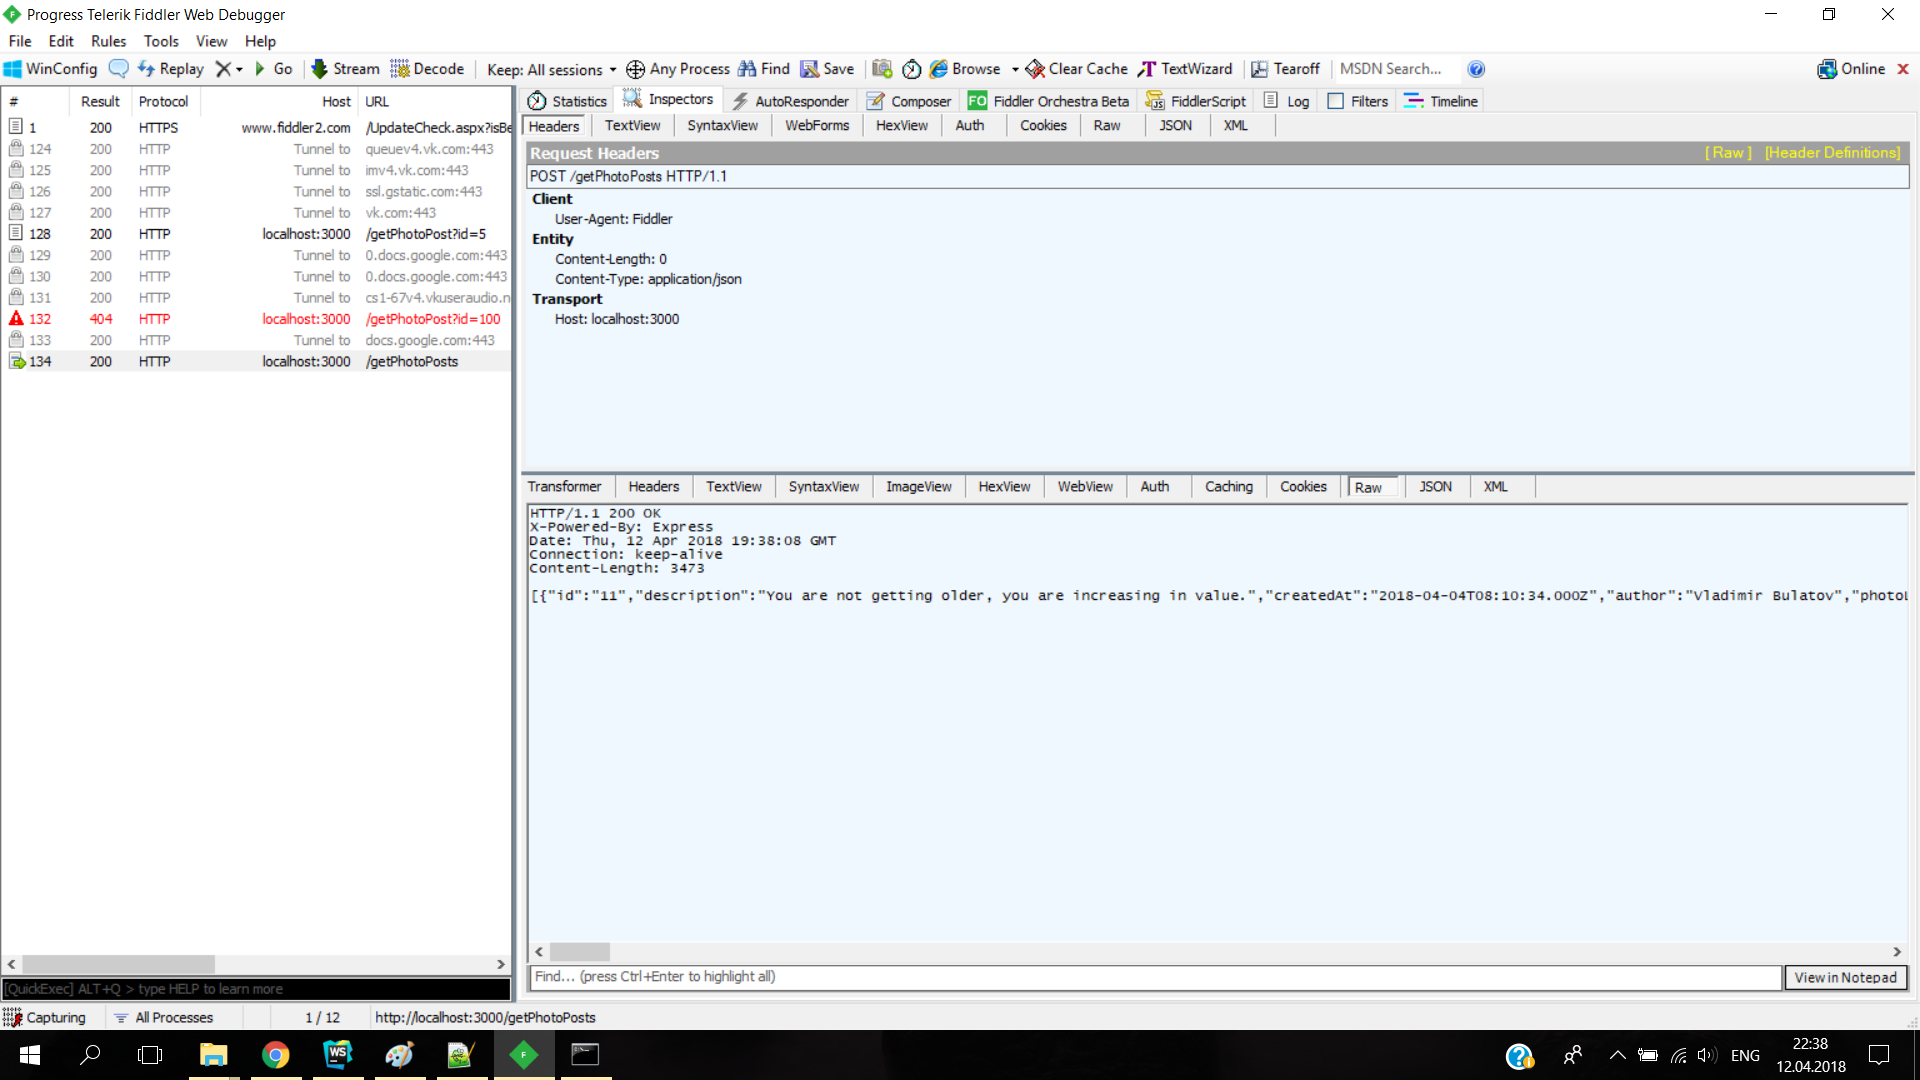 Progress Telerik Fiddler Web Debugger
File Edit Rules Tools View Help
WinConfig Replay Go Stream Decode Keep: All sessions Any Process Find Save Browse Clear Cache TextWizard Tearoff MSDN Search... Online
# Result Protocol Host URL
1 200 HTTPS www.fiddler2.com /UpdateCheck.aspx?isBe
124 200 HTTP Tunnel to queuev4.vk.com:443
125 200 HTTP Tunnel to imv4.vk.com:443
126 200 HTTP Tunnel to ssl.gstatic.com:443
127 200 HTTP Tunnel to vk.com:443
128 200 HTTP localhost:3000 /getPhotoPost?id=5
129 200 HTTP Tunnel to 0.docs.google.com:443
130 200 HTTP Tunnel to 0.docs.google.com:443
131 200 HTTP Tunnel to cs1-67v4.vkuseraudio.n
132 404 HTTP localhost:3000 /getPhotoPost?id=100
133 200 HTTP Tunnel to docs.google.com:443
134 200 HTTP localhost:3000 /getPhotoPosts
[QuickExec] ALT+Q > type HELP to learn more
Statistics Inspectors AutoResponder Composer FO Fiddler Orchestra Beta FiddlerScript Log Filters Timeline
Headers TextView SyntaxView WebForms HexView Auth Cookies Raw JSON XML
Request Headers [ Raw ] [Header Definitions]
POST /getPhotoPosts HTTP/1.1
Client
User-Agent: Fiddler
Entity
Content-Length: 0
Content-Type: application/json
Transport
Host: localhost:3000
Transformer Headers TextView SyntaxView ImageView HexView WebView Auth Caching Cookies Raw JSON XML
HTTP/1.1 200 OK
X-Powered-By: Express
Date: Thu, 12 Apr 2018 19:38:08 GMT
Connection: keep-alive
Content-Length: 3473
[{"id":"11","description":"You are not getting older, you are increasing in value.","createdAt":"2018-04-04T08:10:34.000Z","author":"Vladimir Bulatov","photoL
Find... (press Ctrl+Enter to highlight all) View in Notepad
Capturing All Processes 1 / 12 http://localhost:3000/getPhotoPosts
WS ENG 22:38
12.04.2018